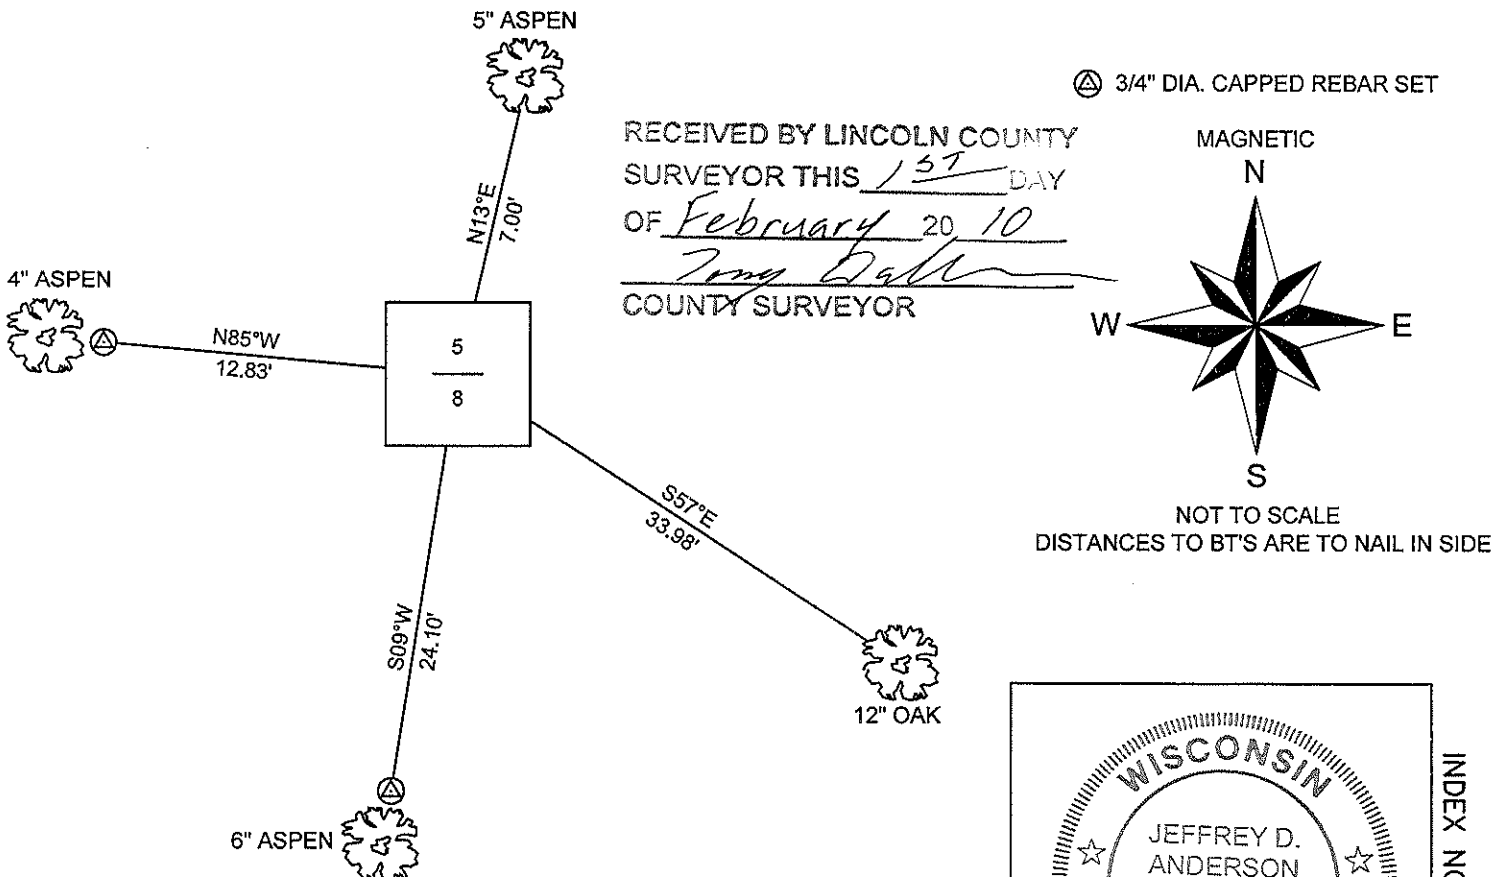 5" ASPEN
3/4" DIA. CAPPED REBAR SET
RECEIVED BY LINCOLN COUNTY
SURVEYOR THIS 1ST DAY
OF February 20 10
COUNTY SURVEYOR
MAGNETIC
N
W
E
S
NOT TO SCALE
DISTANCES TO BT'S ARE TO NAIL IN SIDE
N13°E
7.00'
4" ASPEN
N85°W
12.83'
5
8
S57°E
33.98'
S09°W
24.10'
12" OAK
6" ASPEN
WISCONSIN
JEFFREY D.
ANDERSON
INDEX